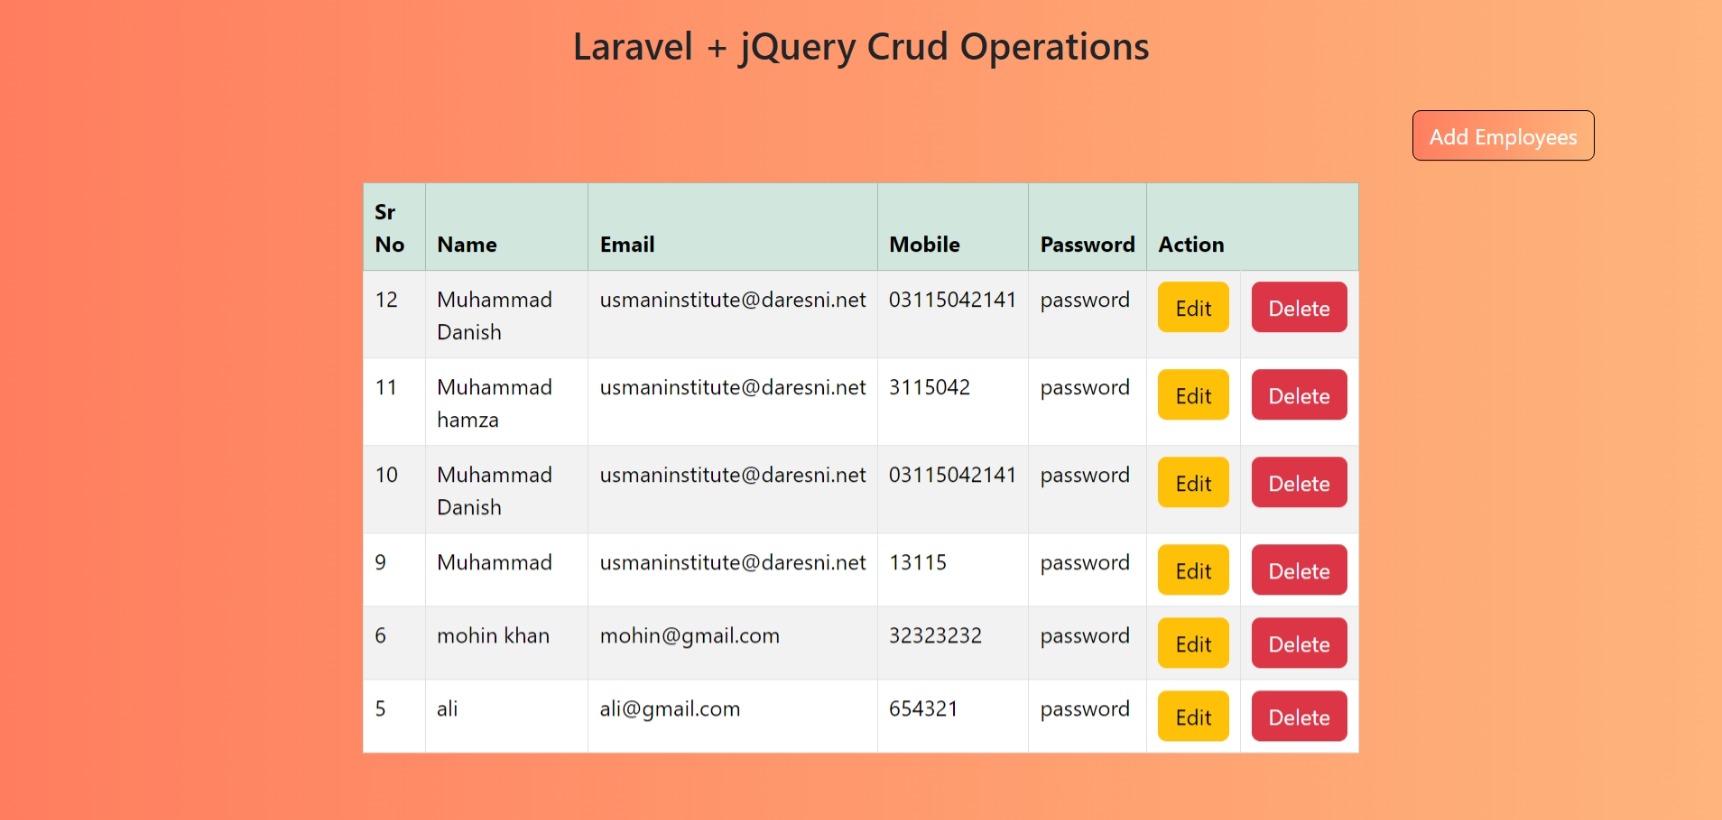 Laravel + jQuery Crud Operations
Add Employees
Sr
No Name Email Mobile Password Action
12 Muhammad usmaninstitute@daresni.net 03115042141 password Edit Delete
Danish
11 Muhammad usmaninstitute@daresni.net 3115042 password Edit Delete
hamza
10 Muhammad usmaninstitute@daresni.net 03115042141 password Edit Delete
Danish
9 Muhammad usmaninstitute@daresni.net 13115 password Edit Delete
6 mohin khan mohin@gmail.com 32323232 password Edit Delete
5 ali ali@gmail.com 654321 password Edit Delete